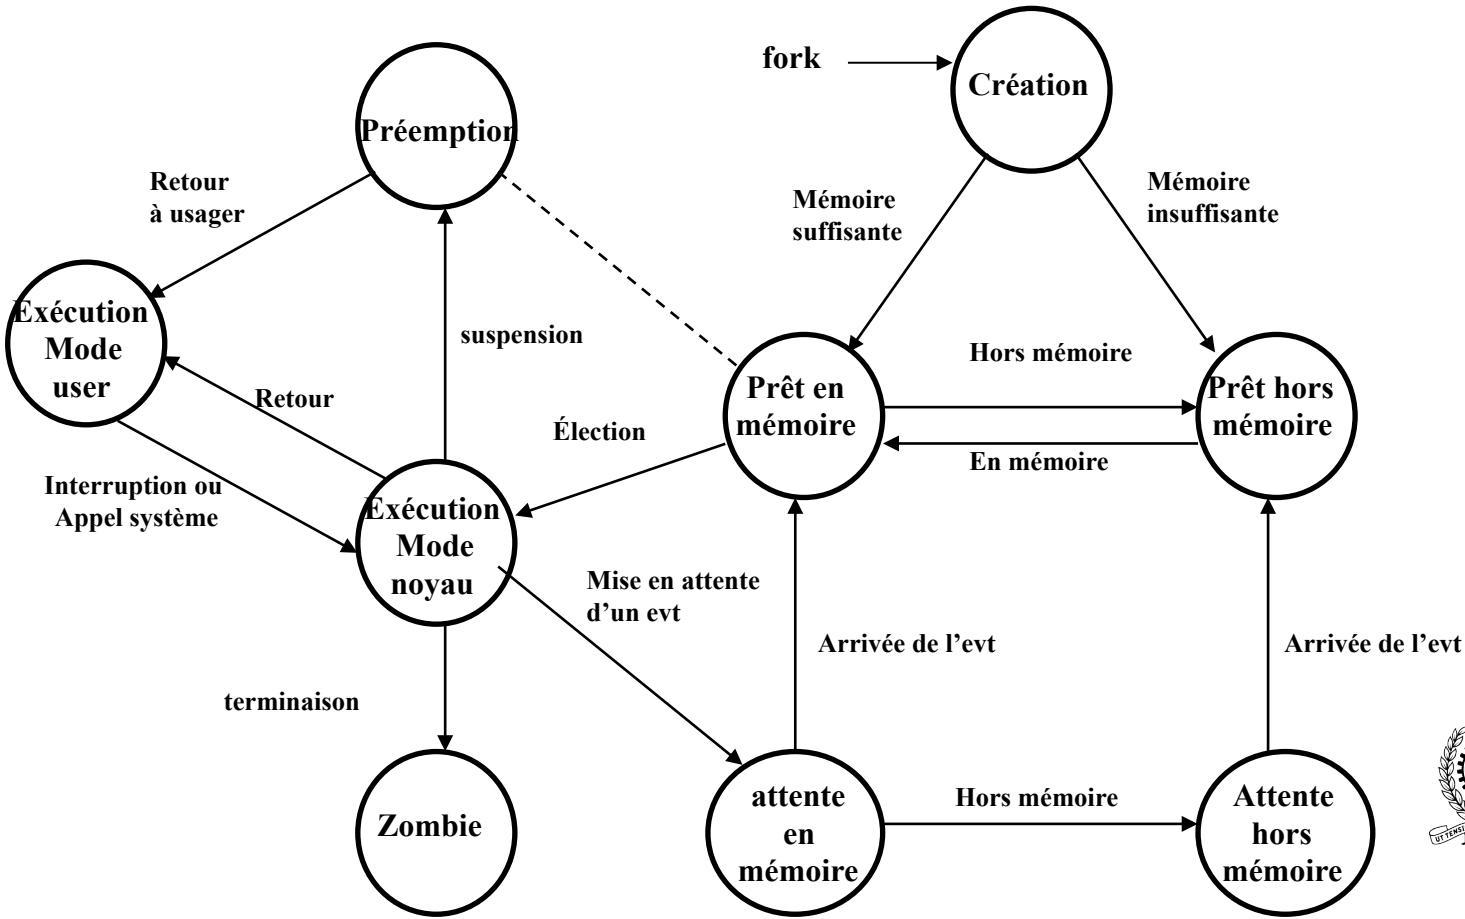 fork
Création
Préemption
Retour
à usager
Mémoire
suffisante
Mémoire
insuffisante
Exécution
Mode
user
suspension
Hors mémoire
Prêt en
mémoire
Prêt hors
mémoire
Retour
Élection
En mémoire
Interruption ou
Appel système
Exécution
Mode
noyau
Mise en attente
d’un evt
Arrivée de l’evt
Arrivée de l’evt
terminaison
Zombie
attente
en
mémoire
Hors mémoire
Attente
hors
mémoire